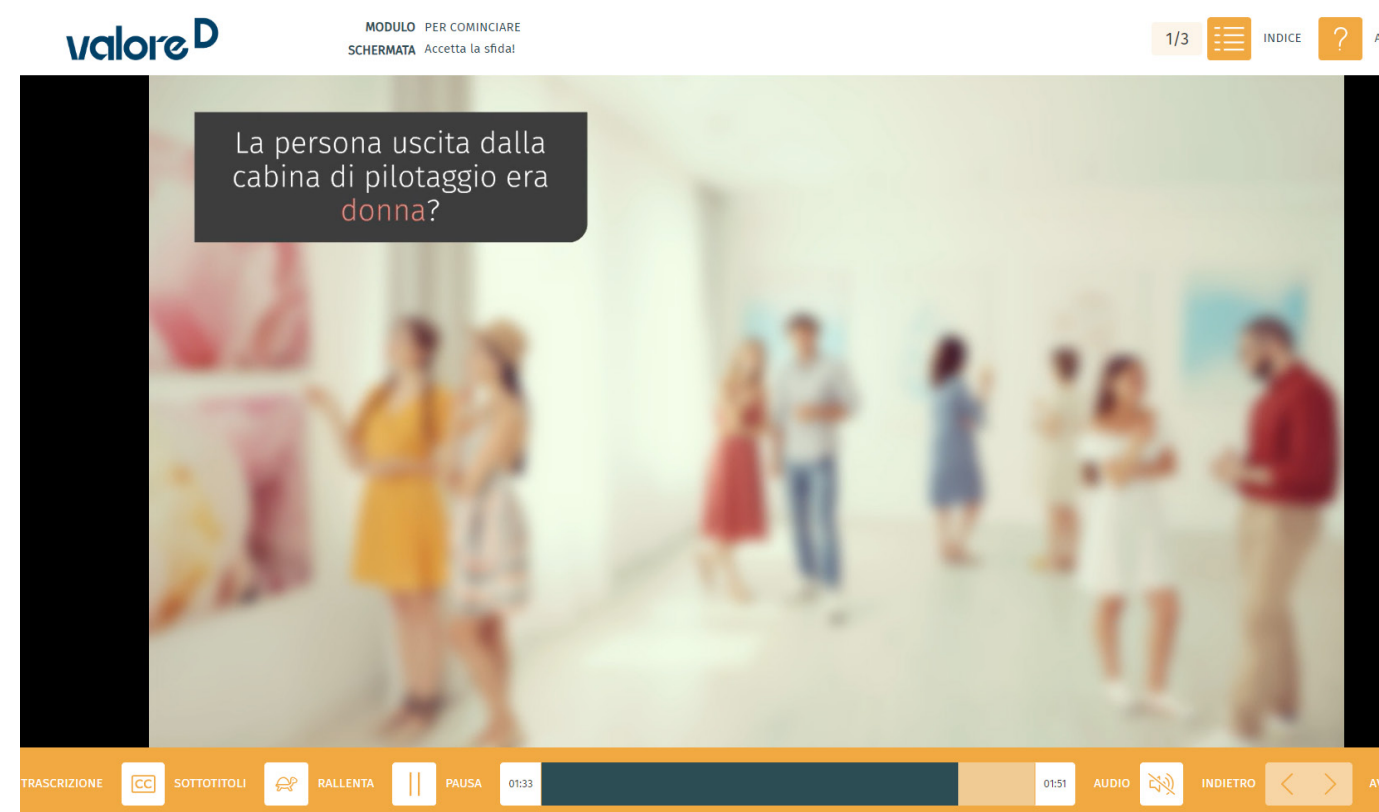 valore D
MODULO PER COMINCIARE
SCHERMATA Accetta la sfida!
1/3
INDICE
?
A
La persona uscita dalla
cabina di pilotaggio era
donna?
TRASCRIZIONE
CC
SOTTOTITOLI
RALLENTA
PAUSA
01:33
01:51
AUDIO
INDIETRO
AV